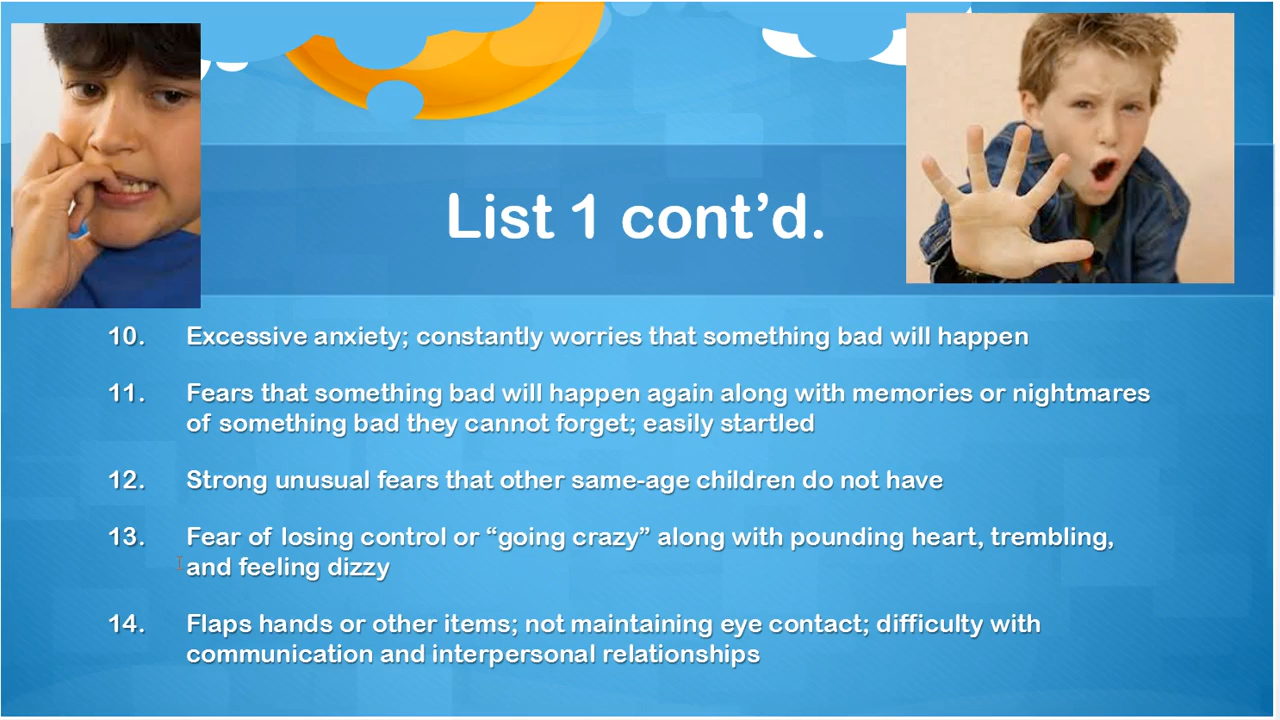 List 1 cont’d.
10. Excessive anxiety; constantly worries that something bad will happen
11. Fears that something bad will happen again along with memories or nightmares
of something bad they cannot forget; easily startled
12. Strong unusual fears that other same-age children do not have
13. Fear of losing control or “going crazy” along with pounding heart, trembling,
and feeling dizzy
14. Flaps hands or other items; not maintaining eye contact; difficulty with
communication and interpersonal relationships